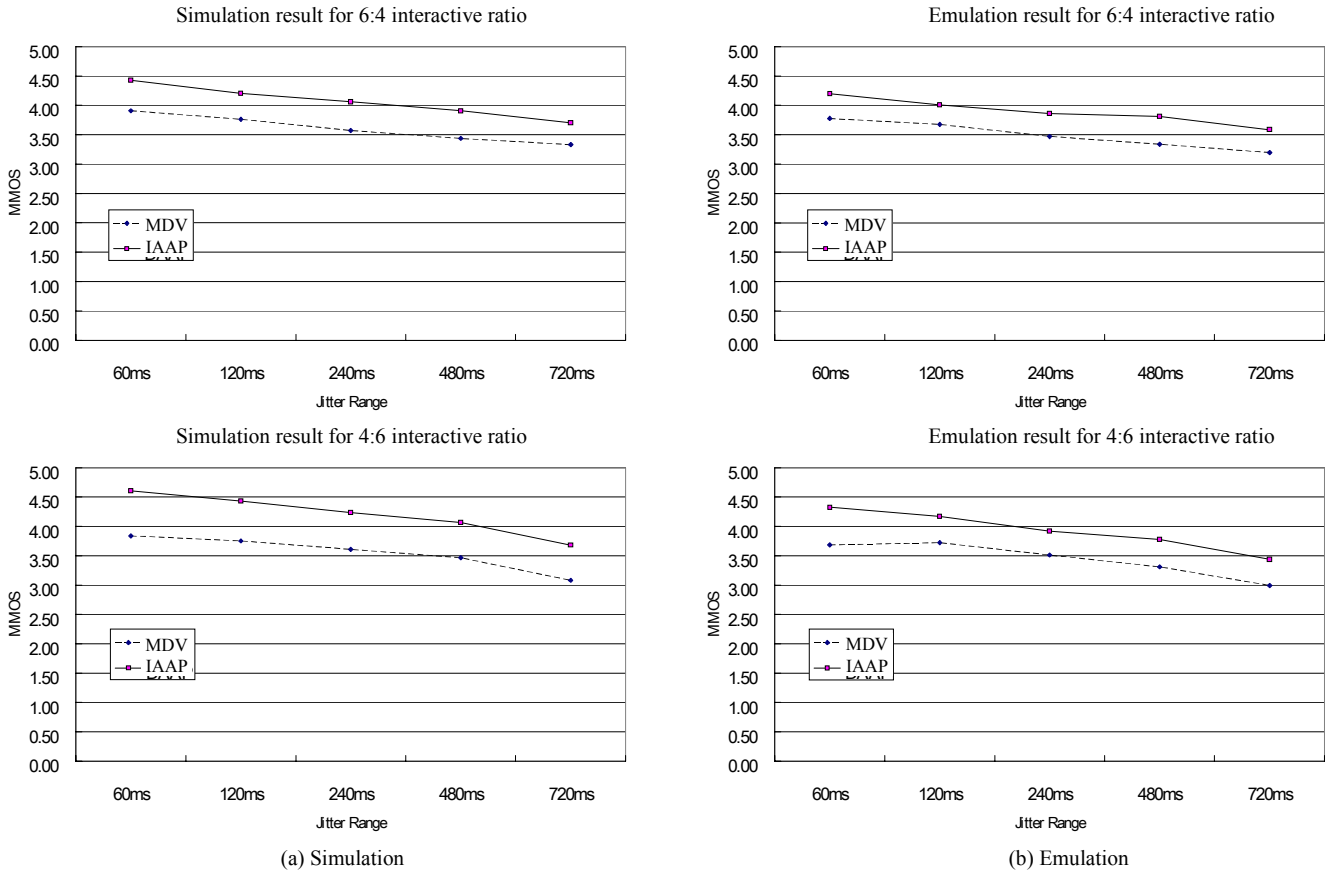 Simulation result for 6:4 interactive ratio
5.00
4.50
4.00
3.50
3.00
2.50
2.00
1.50
1.00
0.50
0.00
MMOS
MDV
IAAP
60ms 120ms 240ms 480ms 720ms
Jitter Range
Emulation result for 6:4 interactive ratio
5.00
4.50
4.00
3.50
3.00
2.50
2.00
1.50
1.00
0.50
0.00
MMOS
MDV
IAAP
60ms 120ms 240ms 480ms 720ms
Jitter Range
Simulation result for 4:6 interactive ratio
5.00
4.50
4.00
3.50
3.00
2.50
2.00
1.50
1.00
0.50
0.00
MMOS
MDV
IAAP
60ms 120ms 240ms 480ms 720ms
Jitter Range
(a) Simulation
Emulation result for 4:6 interactive ratio
5.00
4.50
4.00
3.50
3.00
2.50
2.00
1.50
1.00
0.50
0.00
MMOS
MDV
IAAP
60ms 120ms 240ms 480ms 720ms
Jitter Range
(b) Emulation